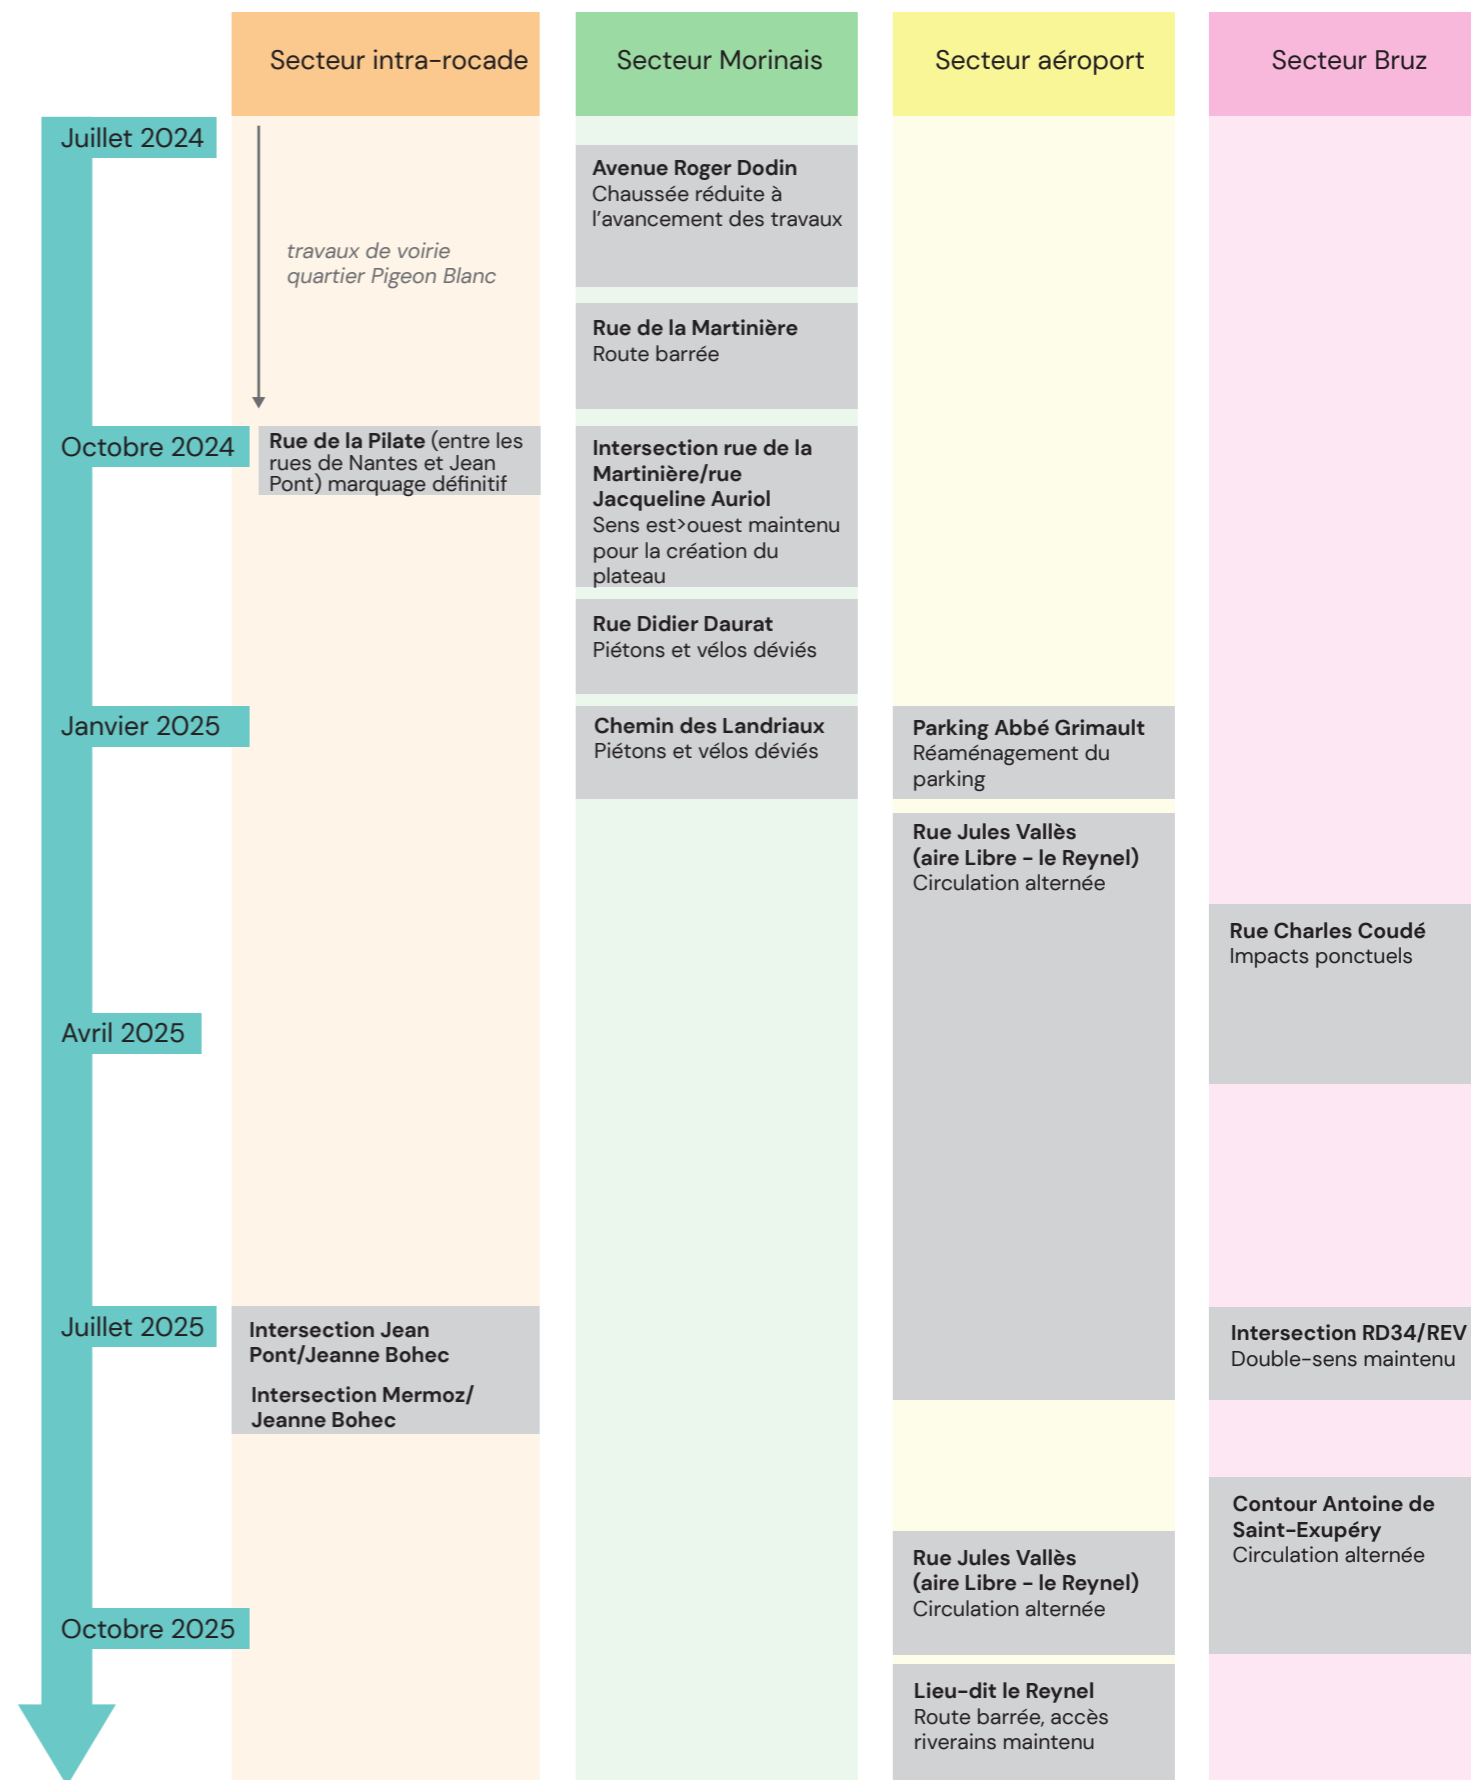 Secteur intra-rocade
Secteur Morinais
Secteur aéroport
Secteur Bruz
Juillet 2024
travaux de voirie
quartier Pigeon Blanc
Avenue Roger Dodin
Chaussée réduite à
l'avancement des travaux
Rue de la Martinière
Route barrée
Octobre 2024
Rue de la Pilate (entre les
rues de Nantes et Jean
Pont) marquage définitif
Intersection rue de la
Martinière/rue
Jacqueline Auriol
Sens est>ouest maintenu
pour la création du
plateau
Rue Didier Daurat
Piétons et vélos déviés
Janvier 2025
Chemin des Landriaux
Piétons et vélos déviés
Parking Abbé Grimault
Réaménagement du
parking
Rue Jules Vallès
(aire Libre - le Reynel)
Circulation alternée
Rue Charles Coudé
Impacts ponctuels
Avril 2025
Juillet 2025
Intersection Jean
Pont/Jeanne Bohec
Intersection Mermoz/
Jeanne Bohec
Intersection RD34/REV
Double-sens maintenu
Contour Antoine de
Saint-Exupéry
Circulation alternée
Rue Jules Vallès
(aire Libre - le Reynel)
Circulation alternée
Octobre 2025
Lieu-dit le Reynel
Route barrée, accès
riverains maintenu